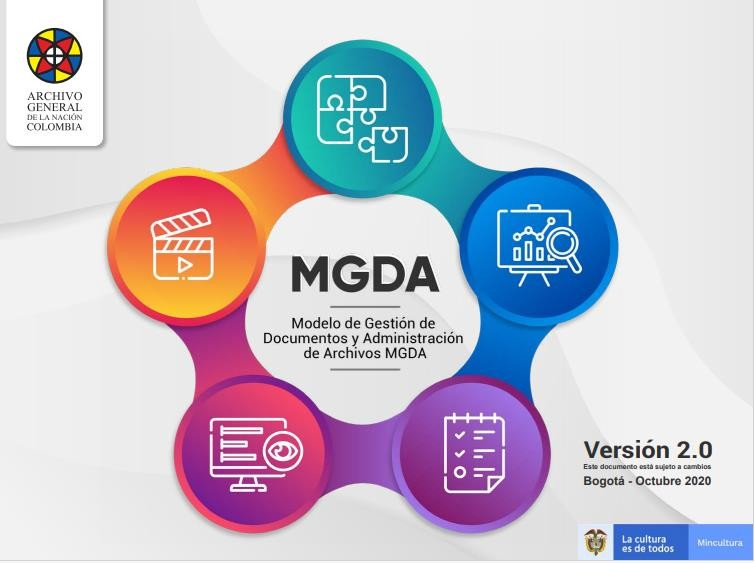 ARCHIVO
GENERAL
DE LA NACIÓN
COLOMBIA
MGDA
Modelo de Gestión de
Documentos y Administración
de Archivos MGDA
Versión 2.0
Este documento está sujeto a cambios
Bogotá - Octubre 2020
La cultura
es de todos
Mincultura